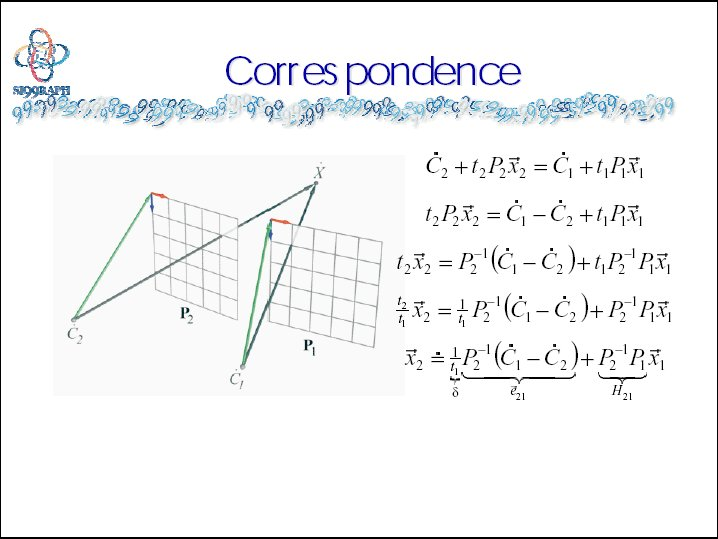 SIGGRAPH
Correspondence
Ċ₂ + t₂P₂x⃗₂ = Ċ₁ + t₁P₁x⃗₁
t₂P₂x⃗₂ = Ċ₁ − Ċ₂ + t₁P₁x⃗₁
t₂x⃗₂ = P₂⁻¹(Ċ₁ − Ċ₂) + t₁P₂⁻¹P₁x⃗₁
t₂/t₁ x⃗₂ = 1/t₁ P₂⁻¹(Ċ₁ − Ċ₂) + P₂⁻¹P₁x⃗₁
x⃗₂ ≐ 1/t₁ P₂⁻¹(Ċ₁ − Ċ₂) + P₂⁻¹P₁x⃗₁
δ e⃗₂₁ H₂₁
Ẋ
P₂
Ċ₂
P₁
Ċ₁